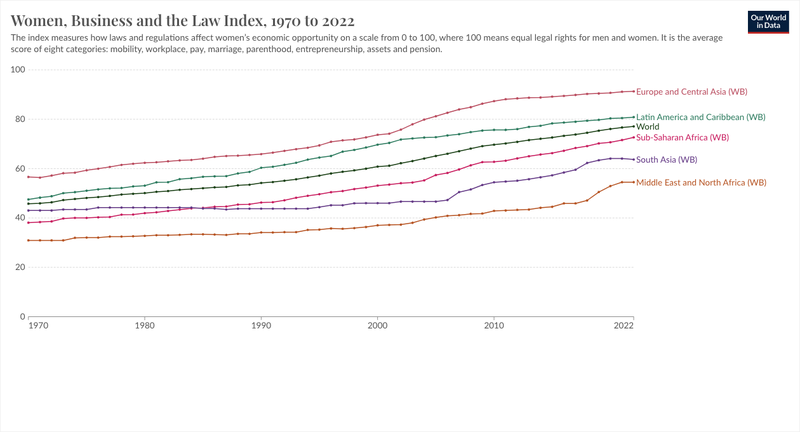 Women, Business and the Law Index, 1970 to 2022
The index measures how laws and regulations affect women's economic opportunity on a scale from 0 to 100, where 100 means equal legal rights for men and women. It is the average
score of eight categories: mobility, workplace, pay, marriage, parenthood, entrepreneurship, assets and pension.
Our World
in Data
100
80
60
40
20
0
Europe and Central Asia (WB)
Latin America and Caribbean (WB)
World
Sub-Saharan Africa (WB)
South Asia (WB)
Middle East and North Africa (WB)
1970
1980
1990
2000
2010
2022